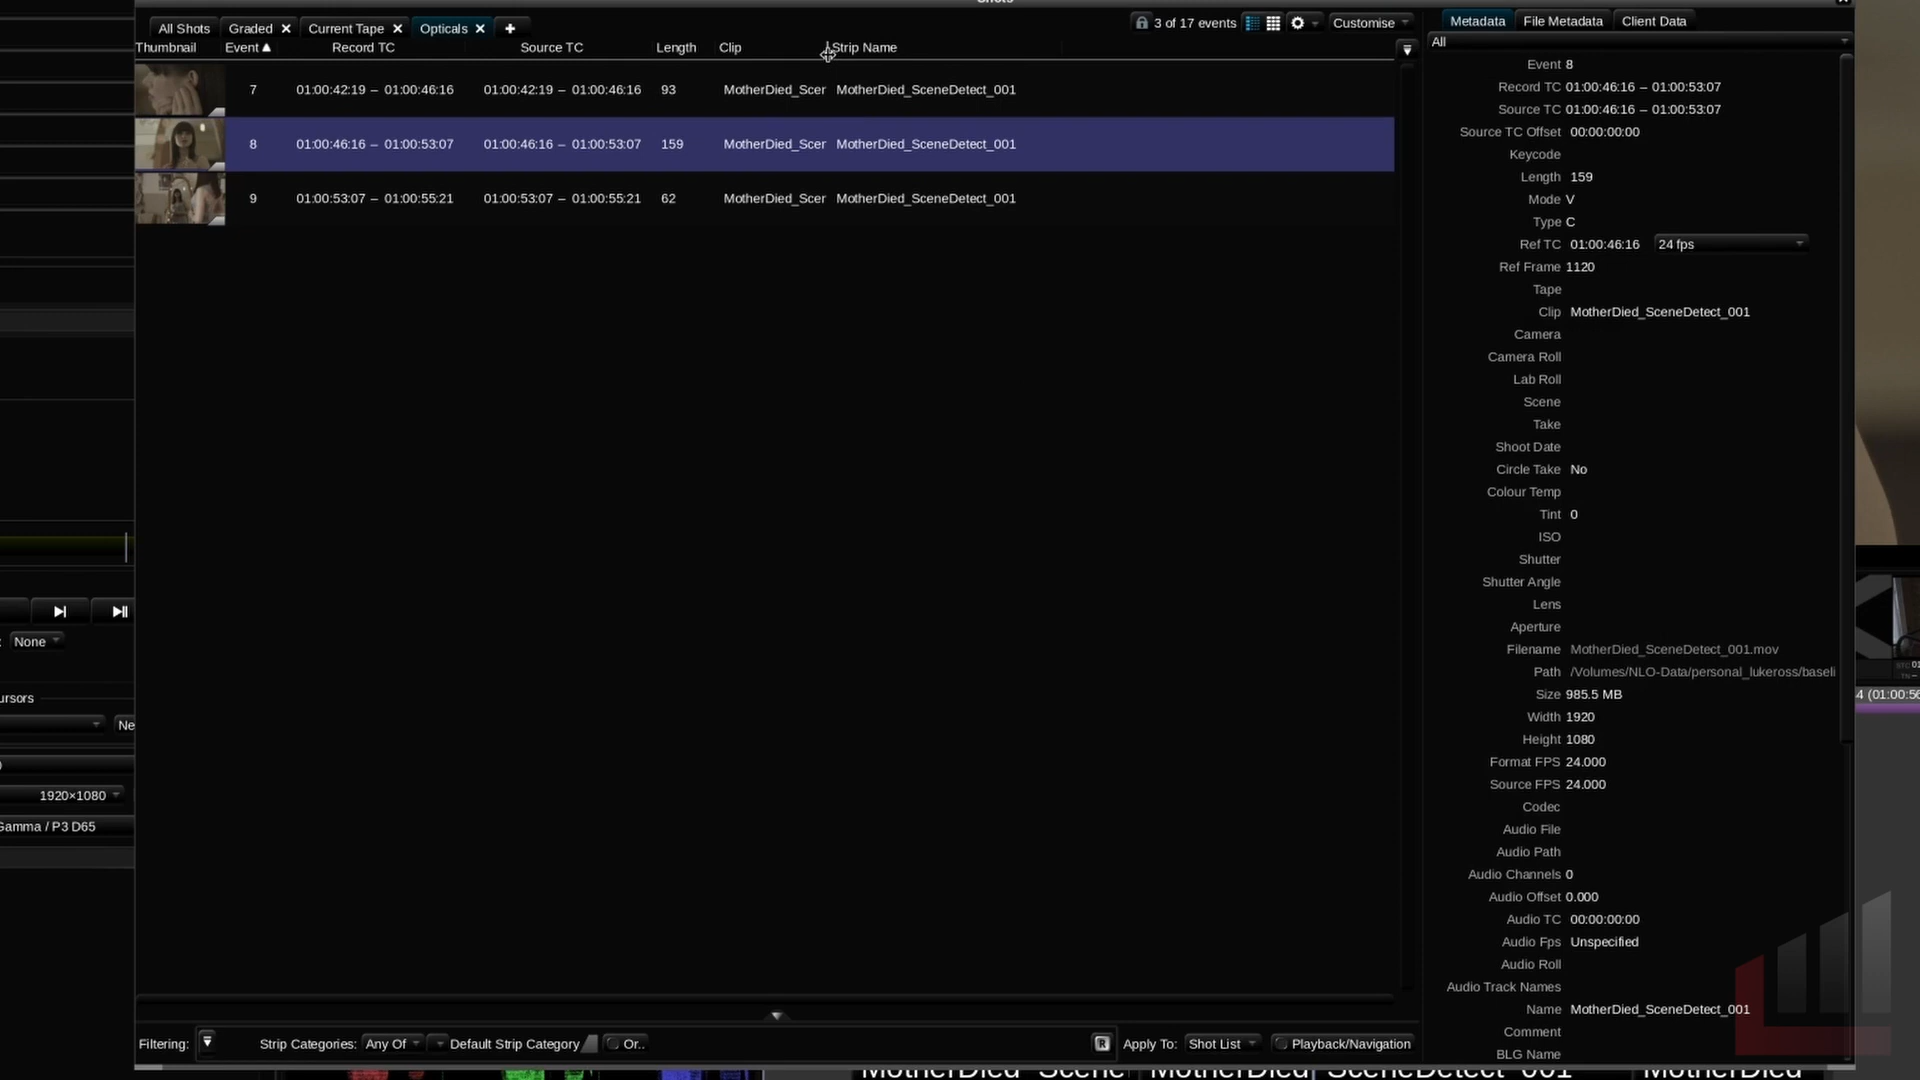 Shots
All Shots Graded Current Tape Opticals
3 of 17 events Customise
Thumbnail Event Record TC Source TC Length Clip Strip Name
7 01:00:42:19 – 01:00:46:16 01:00:42:19 – 01:00:46:16 93 MotherDied_Scer MotherDied_SceneDetect_001
8 01:00:46:16 – 01:00:53:07 01:00:46:16 – 01:00:53:07 159 MotherDied_Scer MotherDied_SceneDetect_001
9 01:00:53:07 – 01:00:55:21 01:00:53:07 – 01:00:55:21 62 MotherDied_Scer MotherDied_SceneDetect_001
None
ursors
Ne
1920×1080
Gamma / P3 D65
Filtering: Strip Categories: Any Of Default Strip Category Or.. R Apply To: Shot List Playback/Navigation
Metadata File Metadata Client Data
All
Event 8
Record TC 01:00:46:16 – 01:00:53:07
Source TC 01:00:46:16 – 01:00:53:07
Source TC Offset 00:00:00:00
Keycode
Length 159
Mode V
Type C
Ref TC 01:00:46:16 24 fps
Ref Frame 1120
Tape
Clip MotherDied_SceneDetect_001
Camera
Camera Roll
Lab Roll
Scene
Take
Shoot Date
Circle Take No
Colour Temp
Tint 0
ISO
Shutter
Shutter Angle
Lens
Aperture
Filename MotherDied_SceneDetect_001.mov
Path /Volumes/NLO-Data/personal_lukeross/baseli
Size 985.5 MB
Width 1920
Height 1080
Format FPS 24.000
Source FPS 24.000
Codec
Audio File
Audio Path
Audio Channels 0
Audio Offset 0.000
Audio TC 00:00:00:00
Audio Fps Unspecified
Audio Roll
Audio Track Names
Name MotherDied_SceneDetect_001
Comment
BLG Name
4 (01:00:56
MotherDied_Scene MotherDied_SceneDetect_001 MotherDied